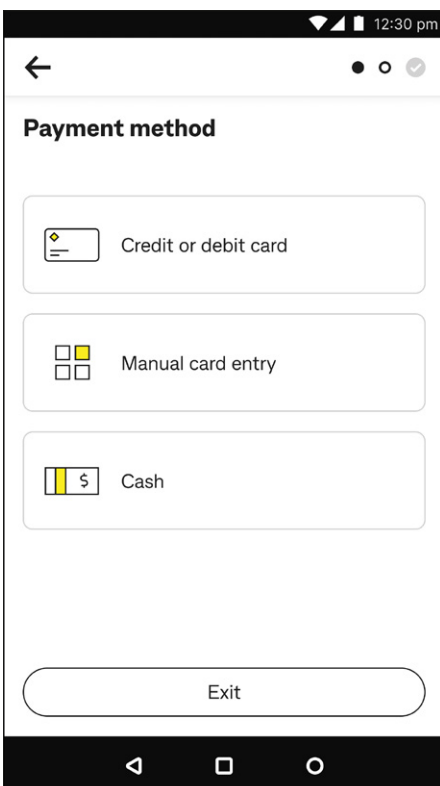 12:30 pm
Payment method
Credit or debit card
Manual card entry
$
Cash
Exit